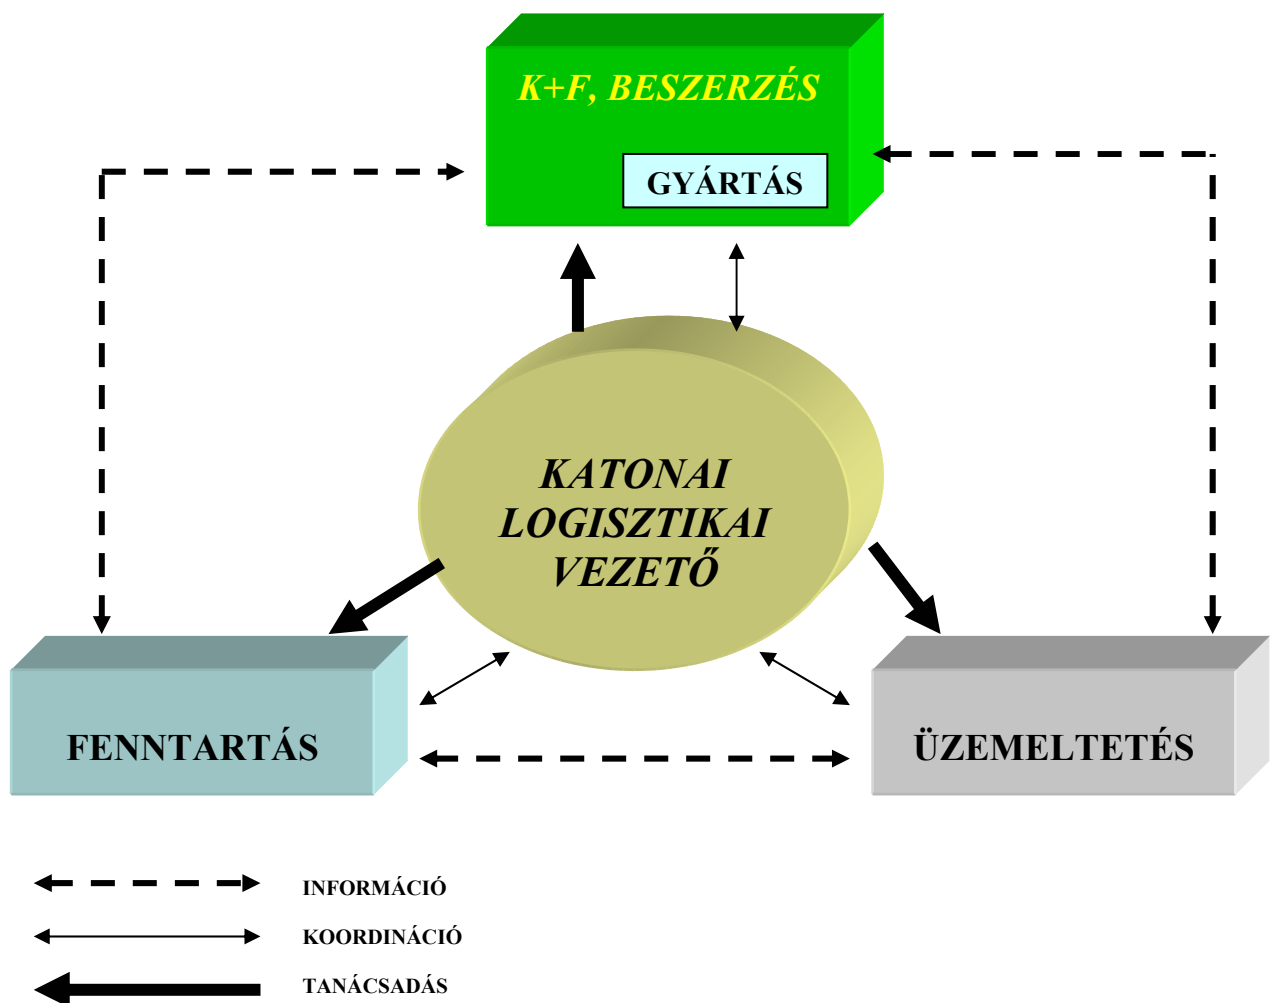 K+F, BESZERZÉS
GYÁRTÁS
KATONAI
LOGISZTIKAI
VEZETŐ
FENNTARTÁS
ÜZEMELTETÉS
INFORMÁCIÓ
KOORDINÁCIÓ
TANÁCSADÁS